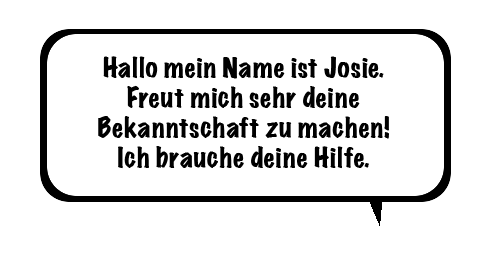 Hallo mein Name ist Josie.
Freut mich sehr deine
Bekanntschaft zu machen!
Ich brauche deine Hilfe.